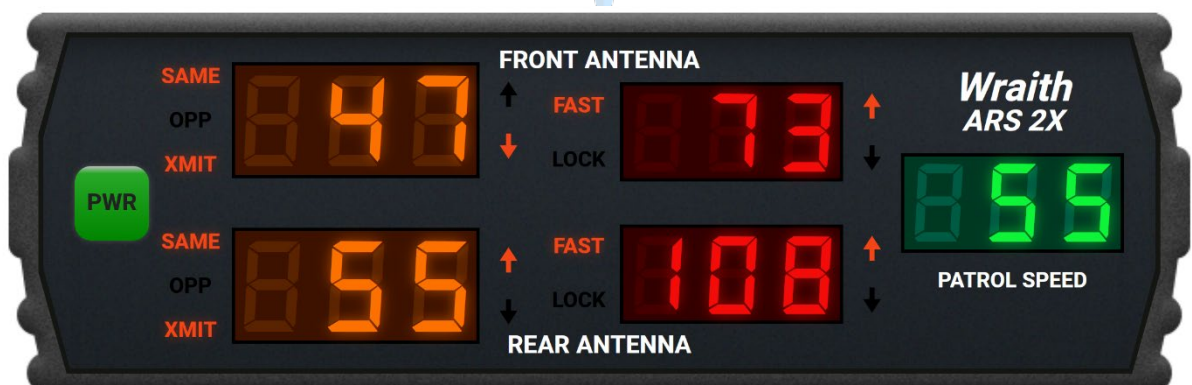 FRONT ANTENNA
SAME
OPP
XMIT
47
FAST
LOCK
73
Wraith
ARS 2X
PWR
55
PATROL SPEED
SAME
OPP
XMIT
55
FAST
LOCK
108
REAR ANTENNA